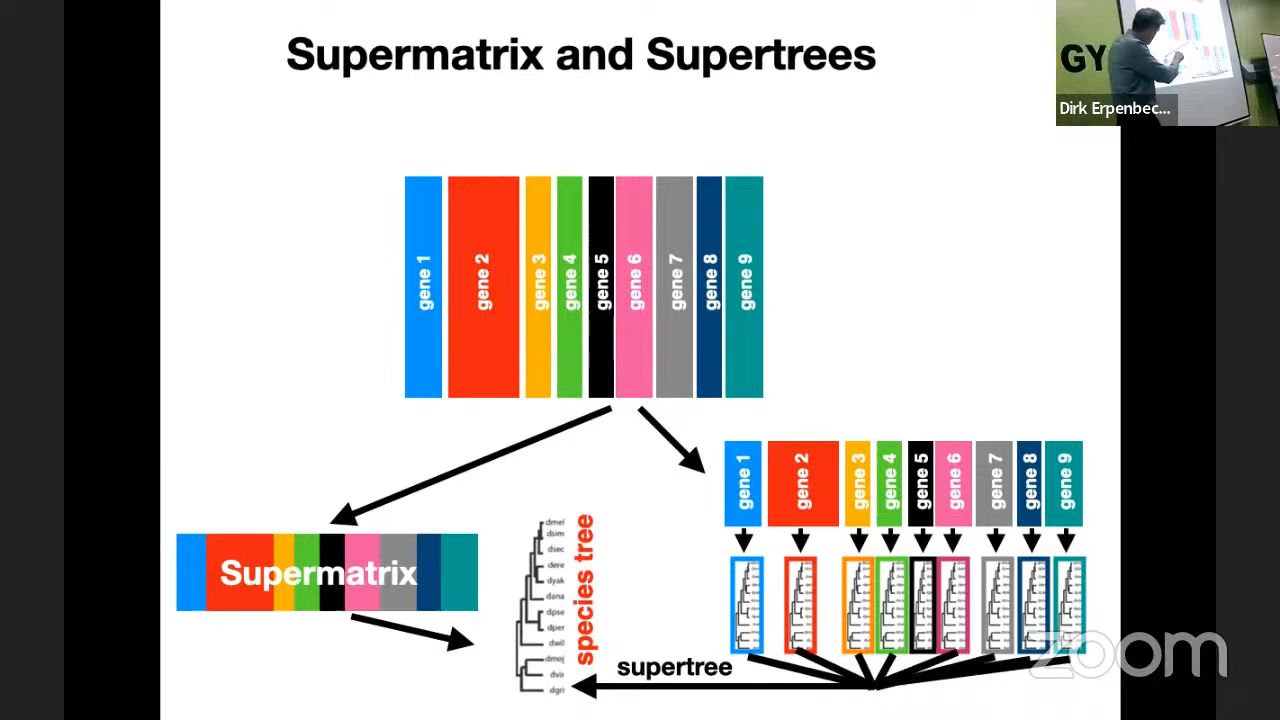 Supermatrix and Supertrees
GY
Dirk Erpenbec...
gene 1
gene 2
gene 3
gene 4
gene 5
gene 6
gene 7
gene 8
gene 9
gene 1
gene 2
gene 3
gene 4
gene 5
gene 6
gene 7
gene 8
gene 9
Supermatrix
dmel
dsim
dsec
dere
dyak
dana
dpse
dper
dwil
dmoj
dvir
dgri
species tree
supertree
zoom